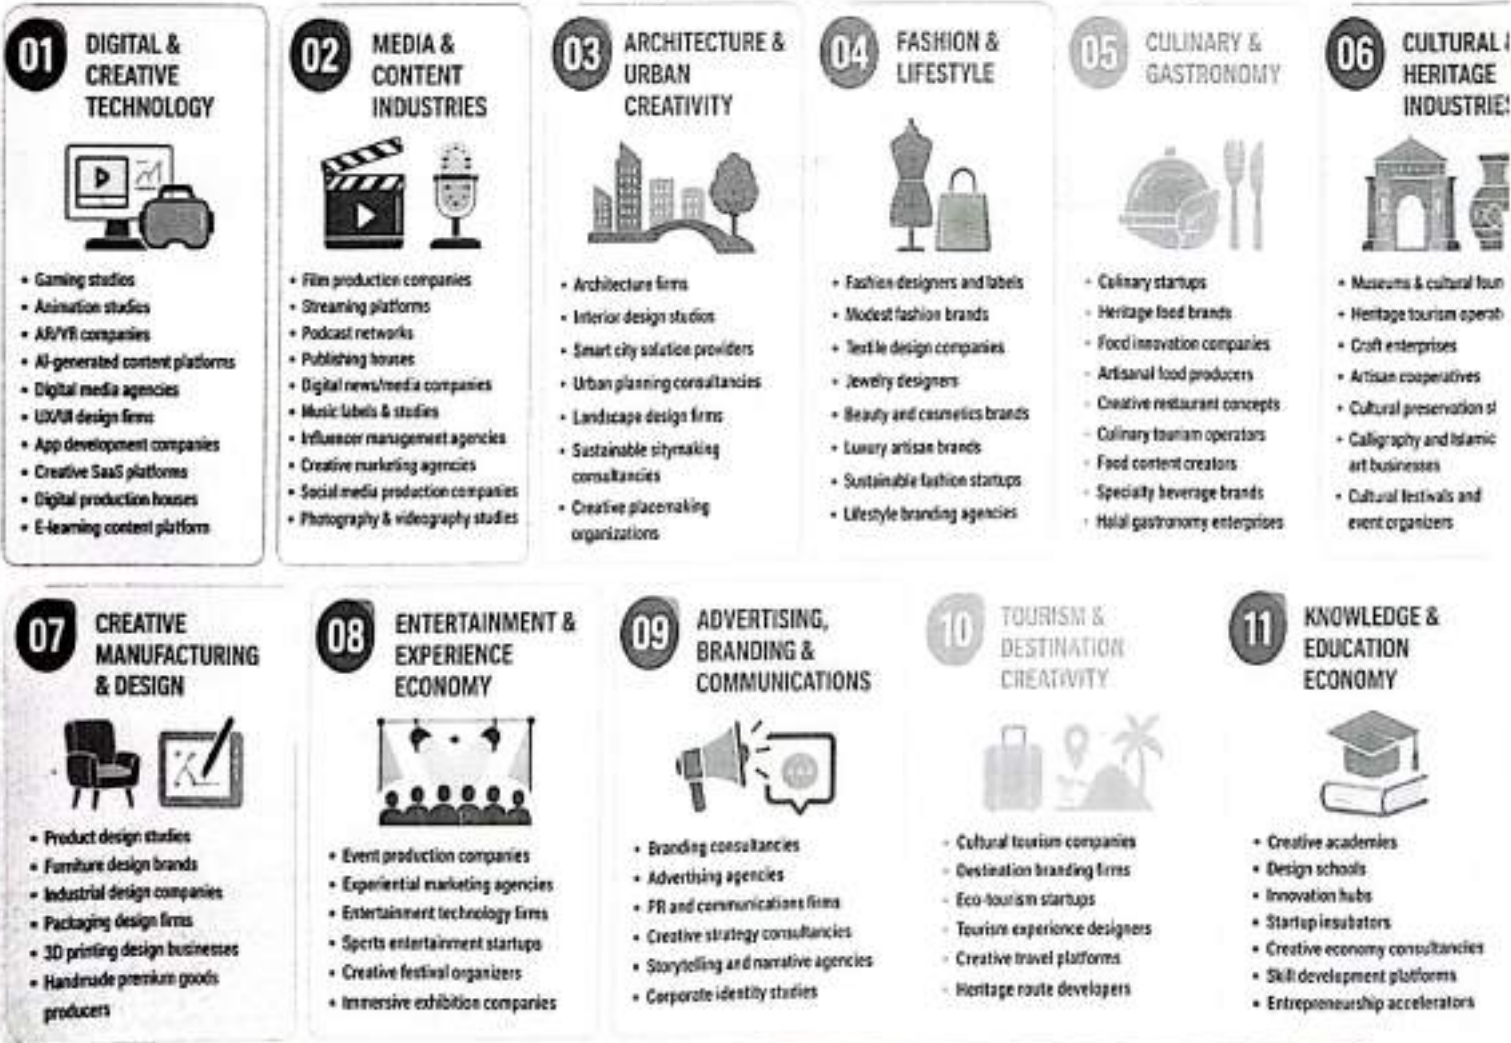 01
DIGITAL &
CREATIVE
TECHNOLOGY
• Gaming studios
• Animation studios
• AR/VR companies
• AI-generated content platforms
• Digital media agencies
• UX/UI design firms
• App development companies
• Creative SaaS platforms
• Digital production houses
• E-learning content platform
02
MEDIA &
CONTENT
INDUSTRIES
• Film production companies
• Streaming platforms
• Podcast networks
• Publishing houses
• Digital news/media companies
• Music labels & studios
• Influencer management agencies
• Creative marketing agencies
• Social media production companies
• Photography & videography studios
03
ARCHITECTURE &
URBAN
CREATIVITY
• Architecture firms
• Interior design studios
• Smart city solution providers
• Urban planning consultancies
• Landscape design firms
• Sustainable citymaking
consultancies
• Creative placemaking
organizations
04
FASHION &
LIFESTYLE
• Fashion designers and labels
• Modest fashion brands
• Textile design companies
• Jewelry designers
• Beauty and cosmetics brands
• Luxury artisan brands
• Sustainable fashion startups
• Lifestyle branding agencies
05
CULINARY &
GASTRONOMY
• Culinary startups
• Heritage food brands
• Food innovation companies
• Artisanal food producers
• Creative restaurant concepts
• Culinary tourism operators
• Food content creators
• Specialty beverage brands
• Halal gastronomy enterprises
06
CULTURAL
HERITAGE
INDUSTRIES
• Museums & cultural foun
• Heritage tourism operat
• Craft enterprises
• Artisan cooperatives
• Cultural preservation st
• Calligraphy and Islamic
art businesses
• Cultural festivals and
event organizers
07
CREATIVE
MANUFACTURING
& DESIGN
• Product design studios
• Furniture design brands
• Industrial design companies
• Packaging design firms
• 3D printing design businesses
• Handmade premium goods
producers
08
ENTERTAINMENT &
EXPERIENCE
ECONOMY
• Event production companies
• Experiential marketing agencies
• Entertainment technology firms
• Sports entertainment startups
• Creative festival organizers
• Immersive exhibition companies
09
ADVERTISING,
BRANDING &
COMMUNICATIONS
• Branding consultancies
• Advertising agencies
• PR and communications firms
• Creative strategy consultancies
• Storytelling and narrative agencies
• Corporate identity studios
10
TOURISM &
DESTINATION
CREATIVITY
• Cultural tourism companies
• Destination branding firms
• Eco-tourism startups
• Tourism experience designers
• Creative travel platforms
• Heritage route developers
11
KNOWLEDGE &
EDUCATION
ECONOMY
• Creative academies
• Design schools
• Innovation hubs
• Startup incubators
• Creative economy consultancies
• Skill development platforms
• Entrepreneurship accelerators